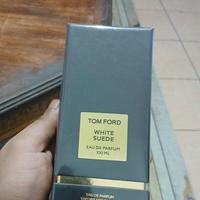 TOM FORD
WHITE
SUEDE
EAU DE PARFUM
100 ML
EAU DE PARFUM